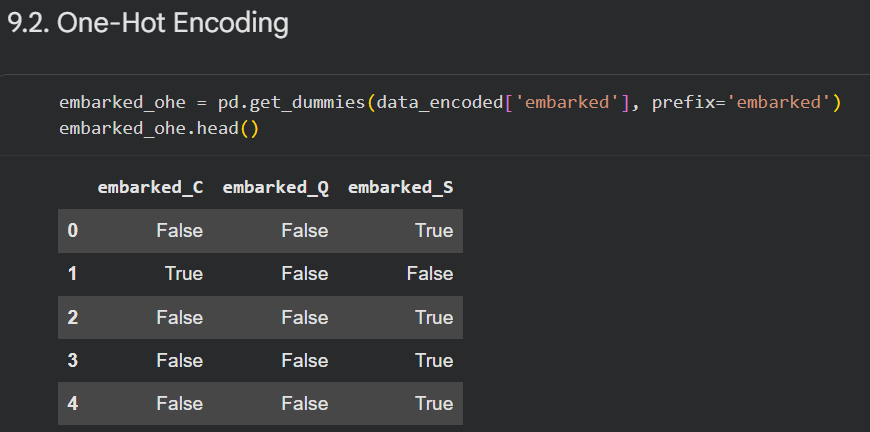 9.2. One-Hot Encoding
embarked_ohe = pd.get_dummies(data_encoded['embarked'], prefix='embarked')
embarked_ohe.head()
embarked_C embarked_Q embarked_S
0 False False True
1 True False False
2 False False True
3 False False True
4 False False True